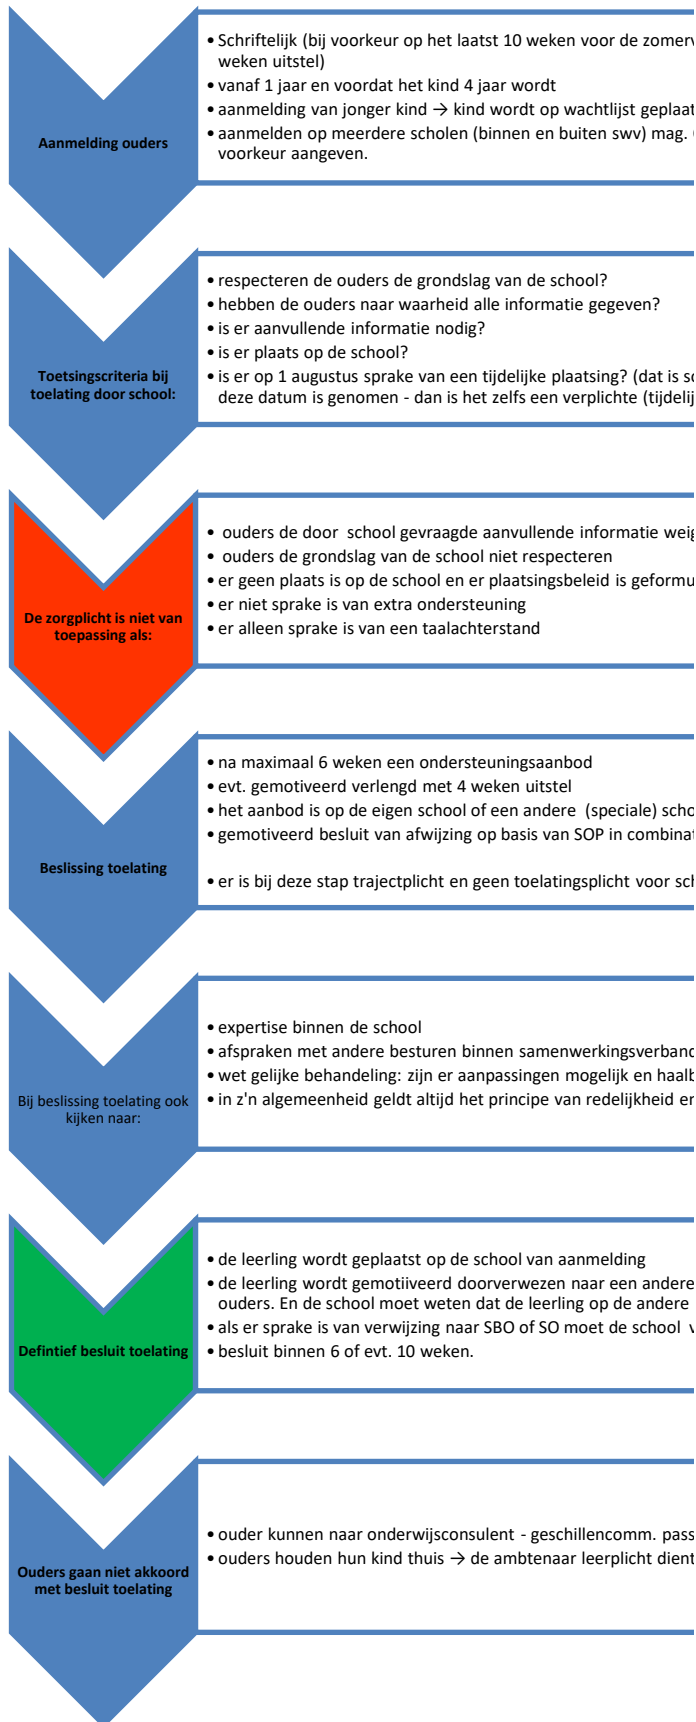 Aanmelding ouders
• Schriftelijk (bij voorkeur op het laatst 10 weken voor de
weken uitstel)
• vanaf 1 jaar en voordat het kind 4 jaar wordt
• aanmelding van jonger kind → kind wordt op wachtlijst
• aanmelden op meerdere scholen (binnen en buiten swv) mag.
voorkeur aangeven.
Toetsingscriteria bij
toelating door school:
• respecteren de ouders de grondslag van de school?
• hebben de ouders naar waarheid alle informatie gegeven?
• is er aanvullende informatie nodig?
• is er plaats op de school?
• is er op 1 augustus sprake van een tijdelijke plaatsing? (dat is
deze datum is genomen - dan is het zelfs een verplichte
De zorgplicht is niet van
toepassing als:
• ouders de door school gevraagde aanvullende informatie
• ouders de grondslag van de school niet respecteren
• er geen plaats is op de school en er plaatsingsbeleid is
• er niet sprake is van extra ondersteuning
• er alleen sprake is van een taalachterstand
Beslissing toelating
• na maximaal 6 weken een ondersteuningsaanbod
• evt. gemotiveerd verlengd met 4 weken uitstel
• het aanbod is op de eigen school of een andere (speciale)
• gemotiveerd besluit van afwijzing op basis van SOP in
• er is bij deze stap trajectplicht en geen toelatingsplicht voor
Bij beslissing toelating ook
kijken naar:
• expertise binnen de school
• afspraken met andere besturen binnen samenwerkingsverband
• wet gelijke behandeling: zijn er aanpassingen mogelijk en
• in z'n algemeenheid geldt altijd het principe van redelijkheid
Defintief besluit toelating
• de leerling wordt geplaatst op de school van aanmelding
• de leerling wordt gemotiiveerd doorverwezen naar een andere
ouders. En de school moet weten dat de leerling op de andere
• als er sprake is van verwijzing naar SBO of SO moet de school
• besluit binnen 6 of evt. 10 weken.
Ouders gaan niet akkoord
met besluit toelating
• ouder kunnen naar onderwijsconsulent - geschillencomm.
• ouders houden hun kind thuis → de ambtenaar leerplicht dient